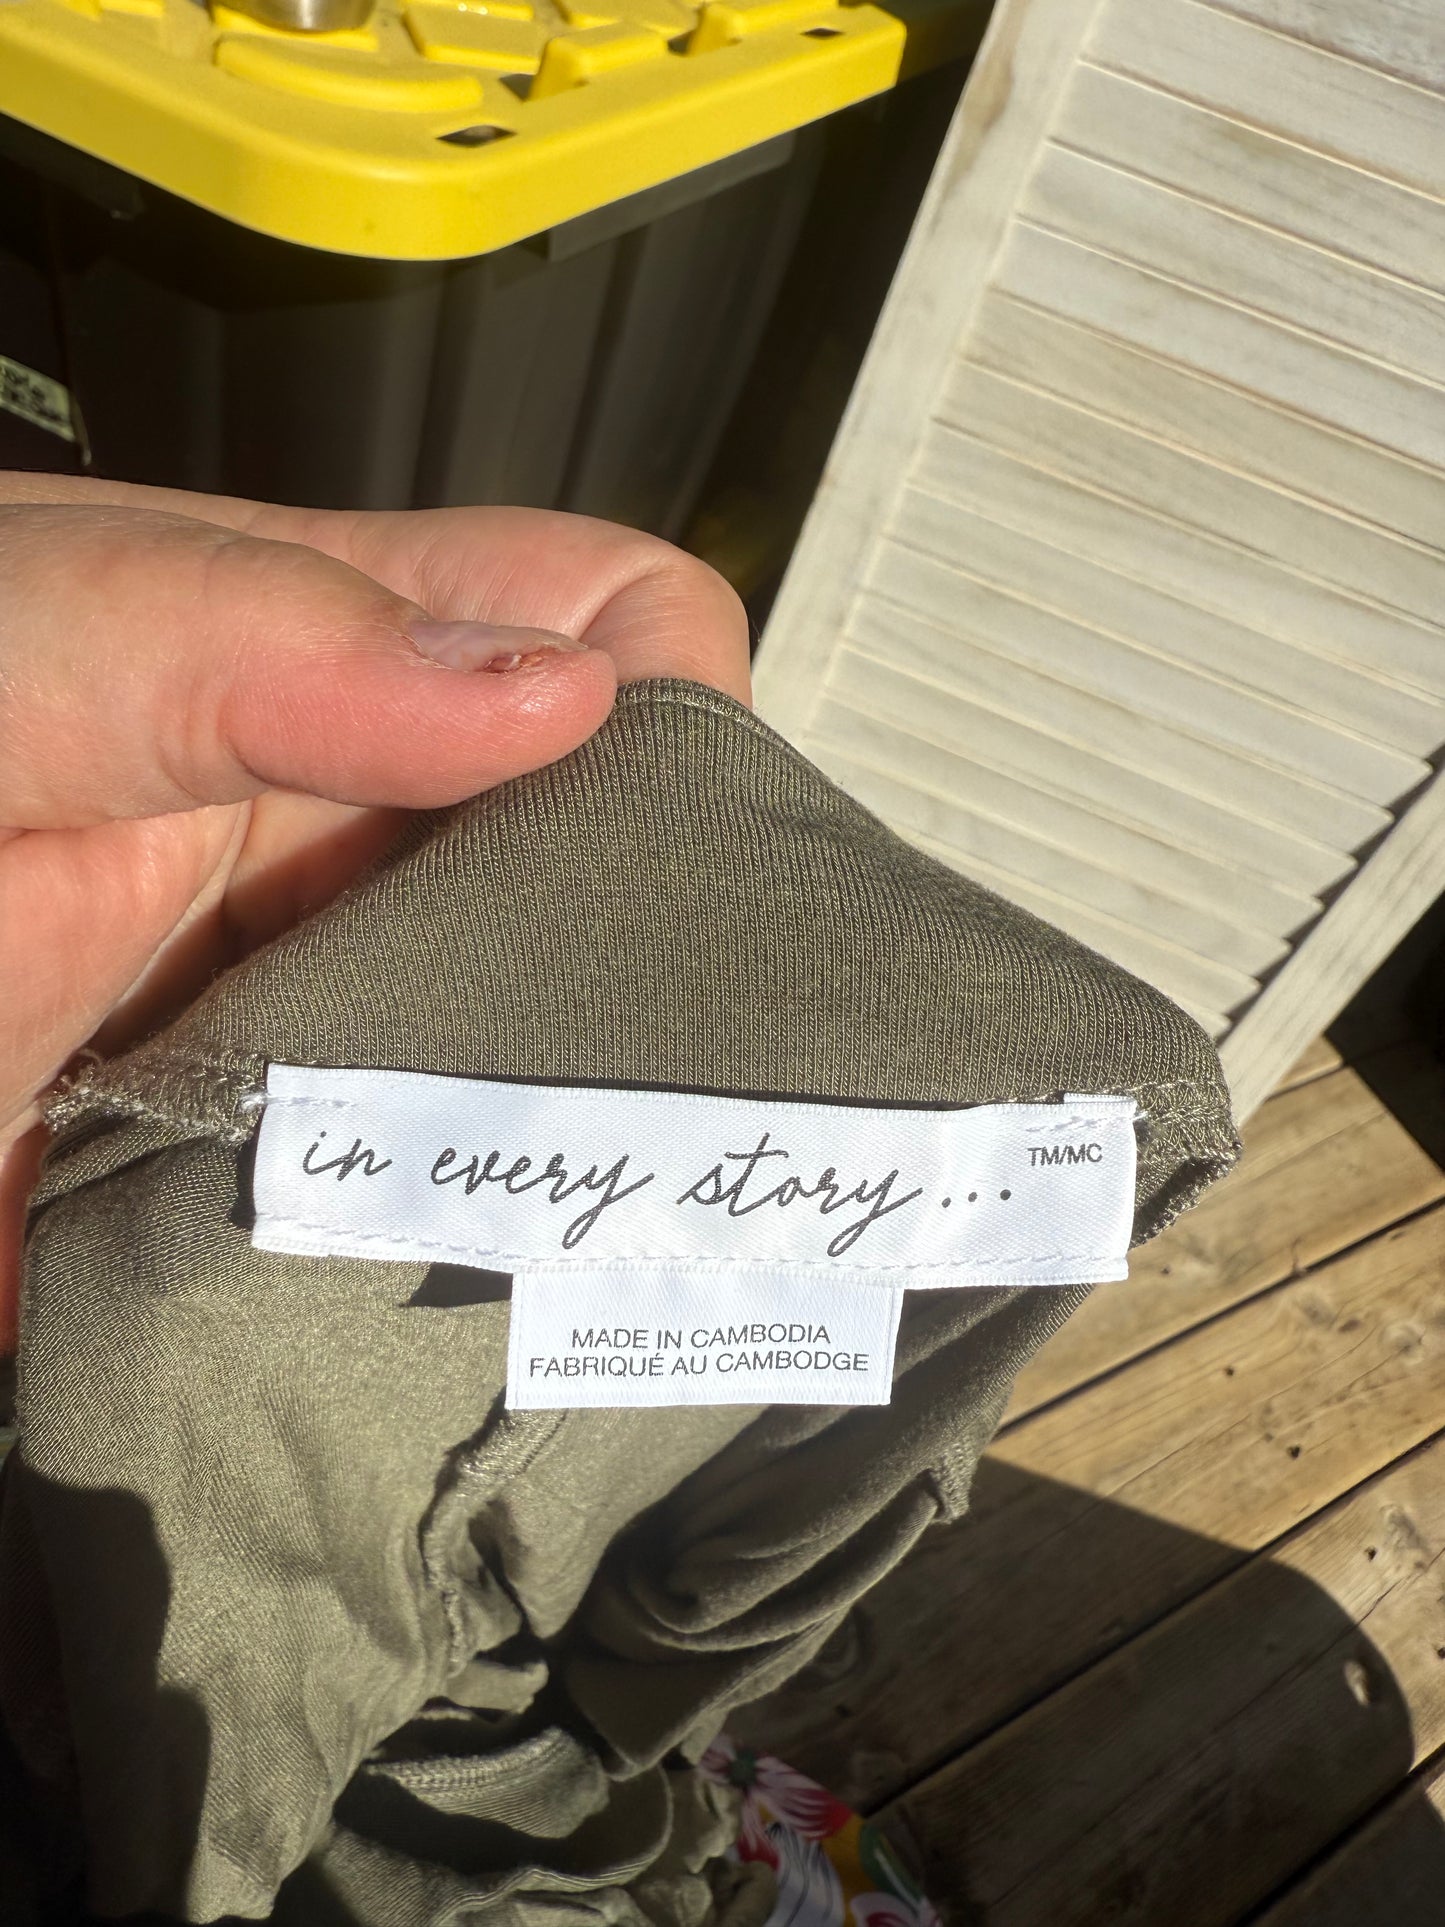 in every story... TM/MC
MADE IN CAMBODIA
FABRIQUÉ AU CAMBODGE